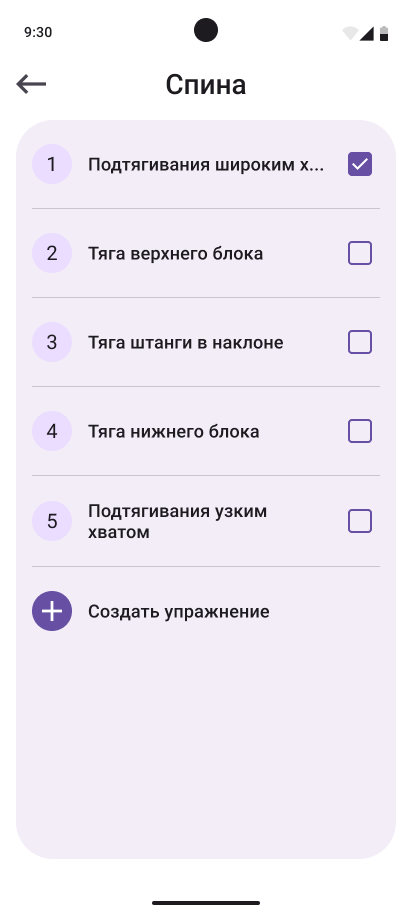 9:30
Спина
1 Подтягивания широким х...
2 Тяга верхнего блока
3 Тяга штанги в наклоне
4 Тяга нижнего блока
5 Подтягивания узким
хватом
Создать упражнение